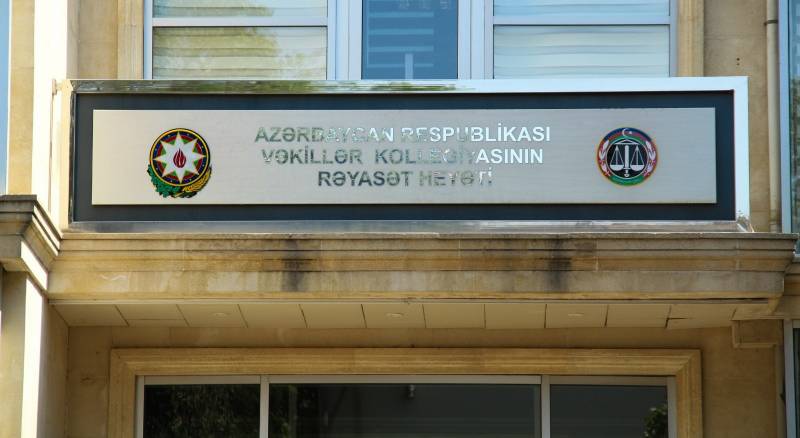 AZƏRBAYCAN RESPUBLİKASI
VƏKİLLƏR KOLLEGİYASININ
RƏYASƏT HEYƏTİ